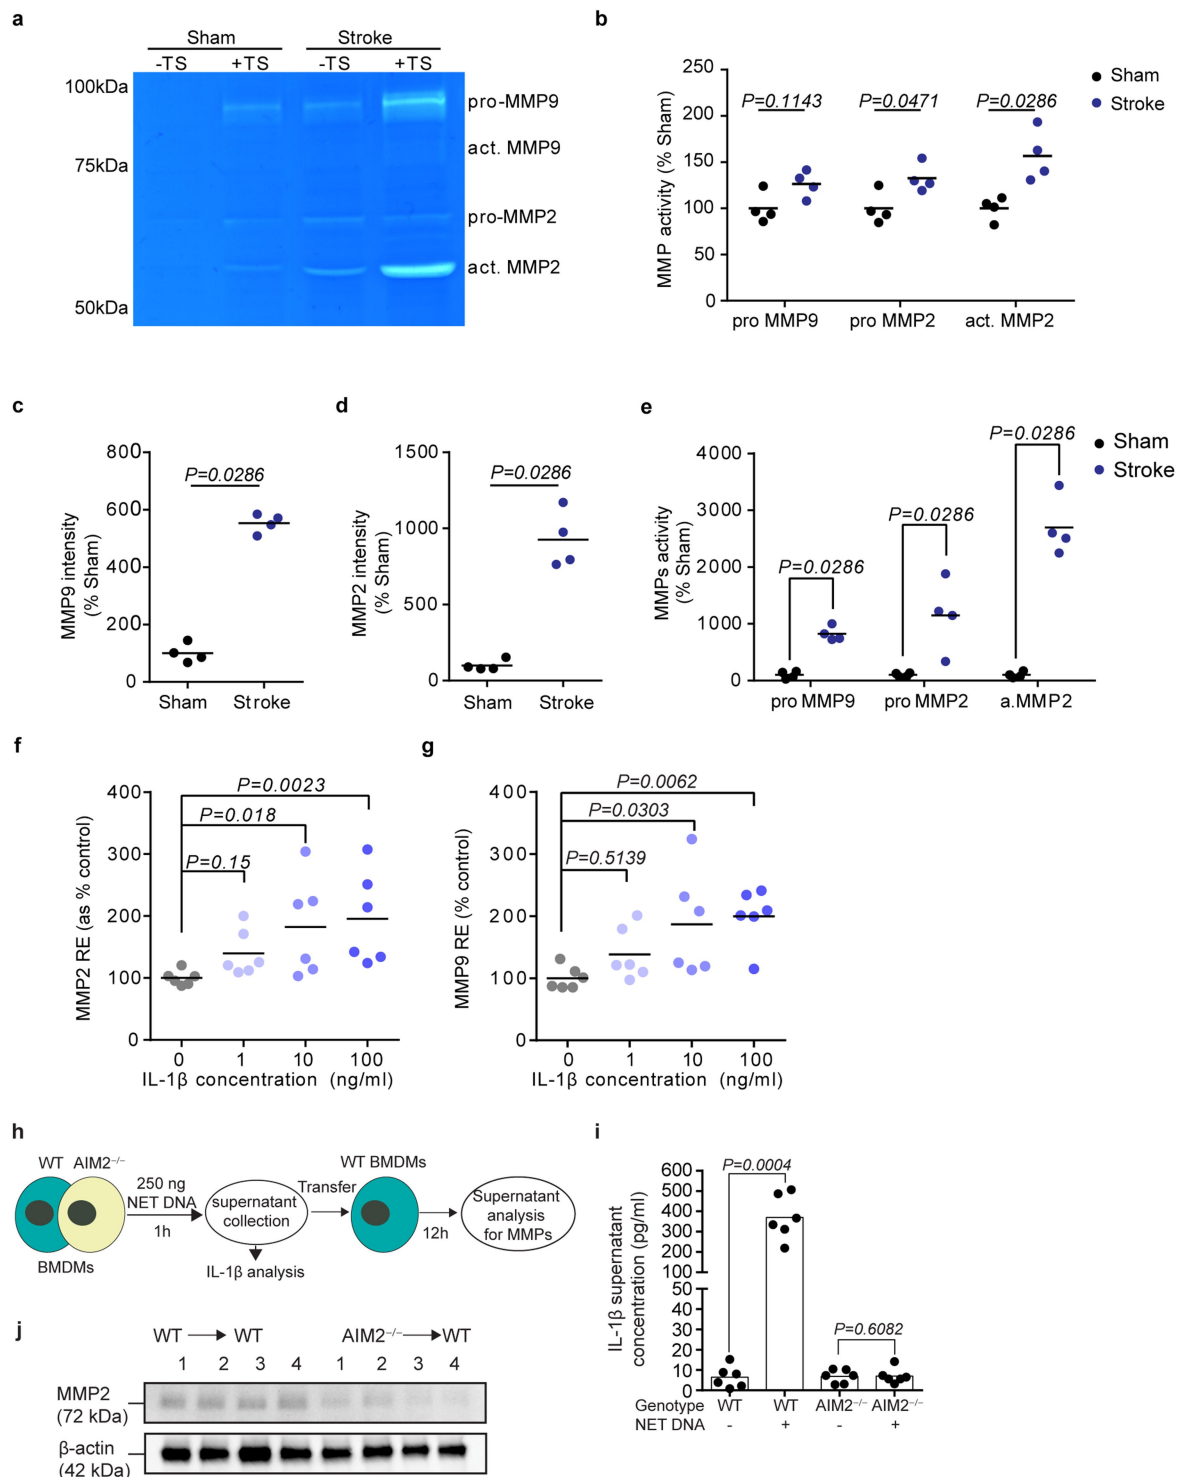 a
Sham Stroke
-TS +TS -TS +TS
100kDa
75kDa
50kDa
pro-MMP9
act. MMP9
pro-MMP2
act. MMP2
b
MMP activity (% Sham)
250
200
150
100
50
0
P=0.1143 P=0.0471 P=0.0286
pro MMP9 pro MMP2 act. MMP2
Sham
Stroke
c
MMP9 intensity
(% Sham)
800
600
400
200
0
P=0.0286
Sham Stroke
d
MMP2 intensity
(% Sham)
1500
1000
500
0
P=0.0286
Sham Stroke
e
MMPs activity
(% Sham)
4000
3000
2000
1000
0
P=0.0286
P=0.0286
P=0.0286
pro MMP9 pro MMP2 a.MMP2
Sham
Stroke
f
MMP2 RE (as % control)
400
300
200
100
0
P=0.0023
P=0.018
P=0.15
0 1 10 100
IL-1β concentration (ng/ml)
g
MMP9 RE (% control)
400
300
200
100
0
P=0.0062
P=0.0303
P=0.5139
0 1 10 100
IL-1β concentration (ng/ml)
h
WT AIM2⁻/⁻
BMDMs
250 ng
NET DNA
1h
supernatant
collection
IL-1β analysis
Transfer
WT BMDMs
12h
Supernatant
analysis
for MMPs
i
IL-1β supernatant
concentration (pg/ml)
600
500
400
300
200
100
50
40
30
20
10
0
P=0.0004
P=0.6082
Genotype WT WT AIM2⁻/⁻ AIM2⁻/⁻
NET DNA - + - +
j
WT WT AIM2⁻/⁻ WT
1 2 3 4 1 2 3 4
MMP2
(72 kDa)
β-actin
(42 kDa)